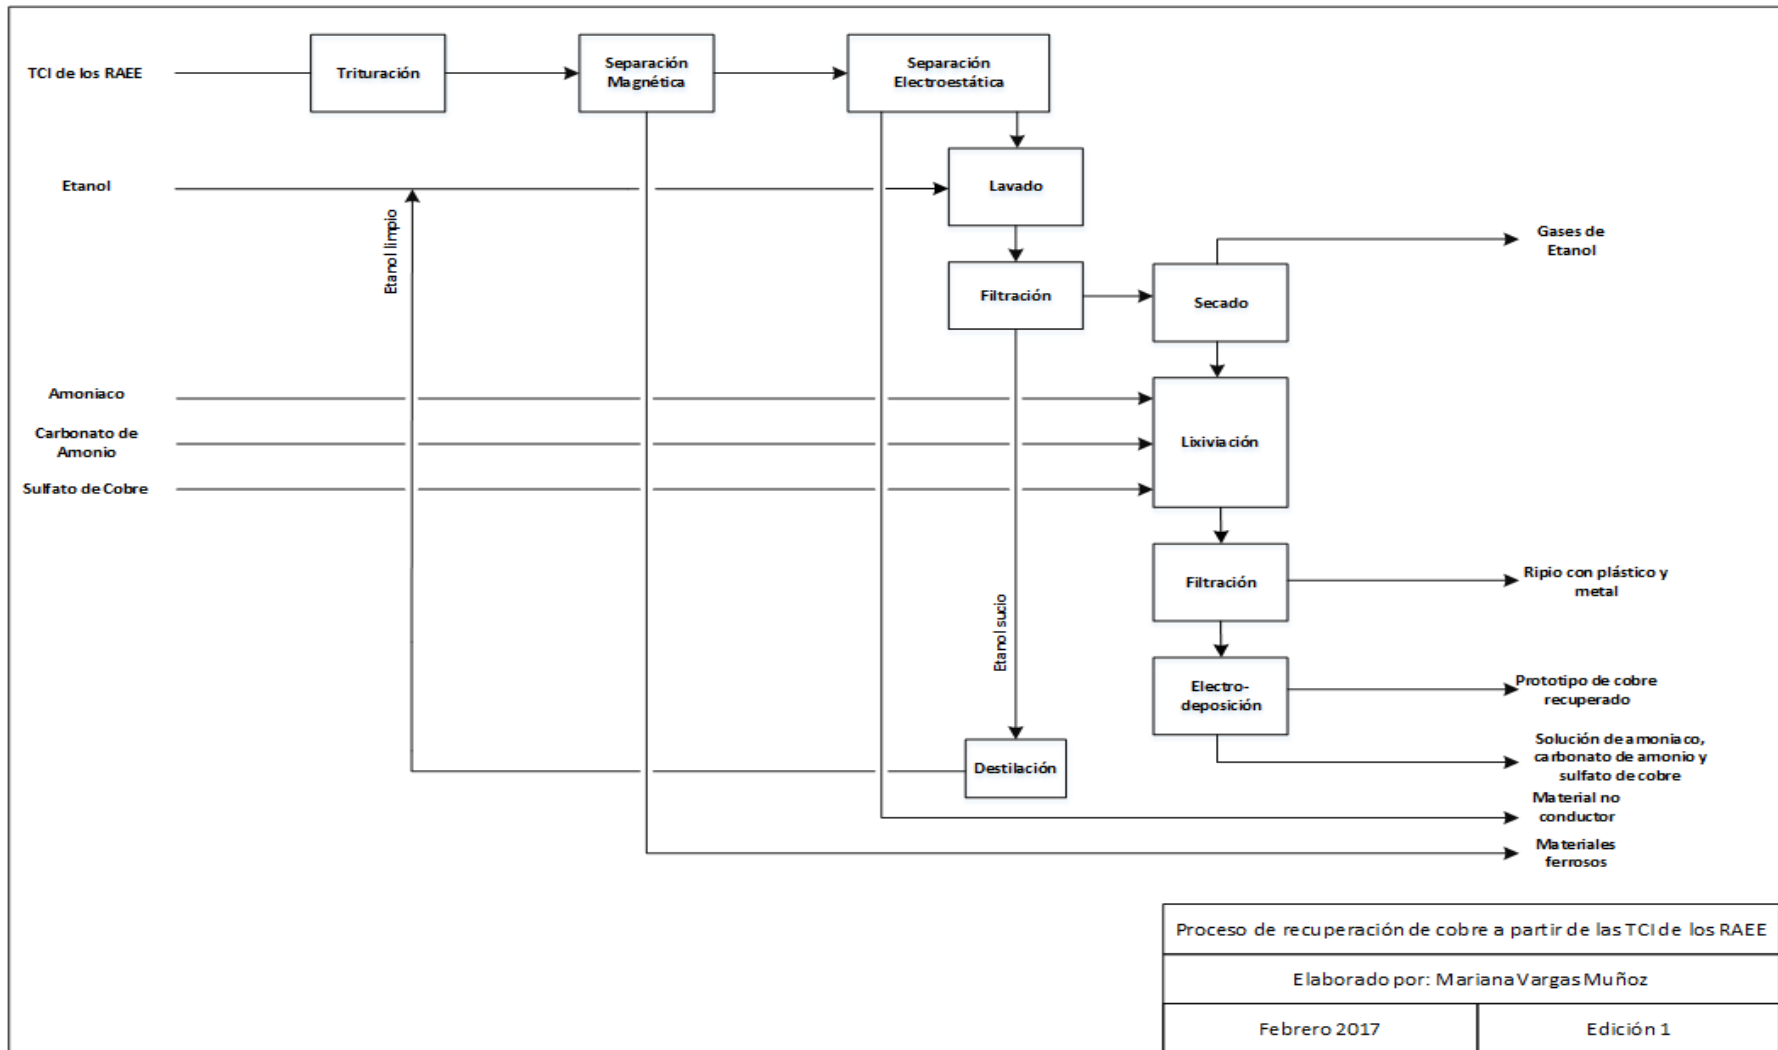 TCI de los RAEE
Trituración
Separación
Magnética
Separación
Electroestática
Etanol
Lavado
Etanol limpio
Gases de
Etanol
Filtración
Secado
Amoniaco
Carbonato de
Amonio
Lixiviación
Sulfato de Cobre
Filtración
Ripio con plástico y
metal
Etanol sucio
Electro-
deposición
Prototipo de cobre
recuperado
Destilación
Solución de amoniaco,
carbonato de amonio y
sulfato de cobre
Material no
conductor
Materiales
ferrosos
Proceso de recuperación de cobre a partir de las TCI de los RAEE
Elaborado por: Mariana Vargas Muñoz
Febrero 2017
Edición 1